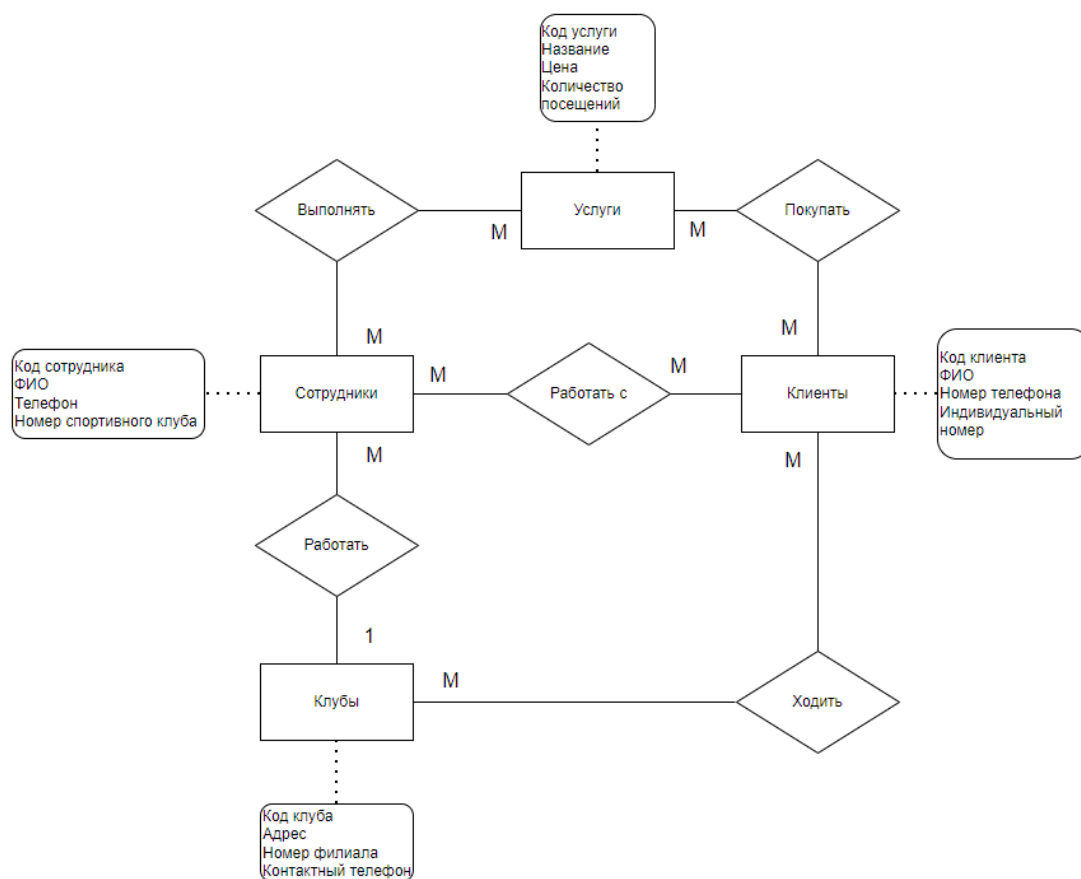 Код услуги
Название
Цена
Количество
посещений
Выполнять
Услуги
Покупать
М
М
М
М
Код сотрудника
ФИО
Телефон
Номер спортивного клуба
Сотрудники
М
Работать с
М
Клиенты
Код клиента
ФИО
Номер телефона
Индивидуальный
номер
М
М
Работать
1
Клубы
М
Ходить
Код клуба
Адрес
Номер филиала
Контактный телефон